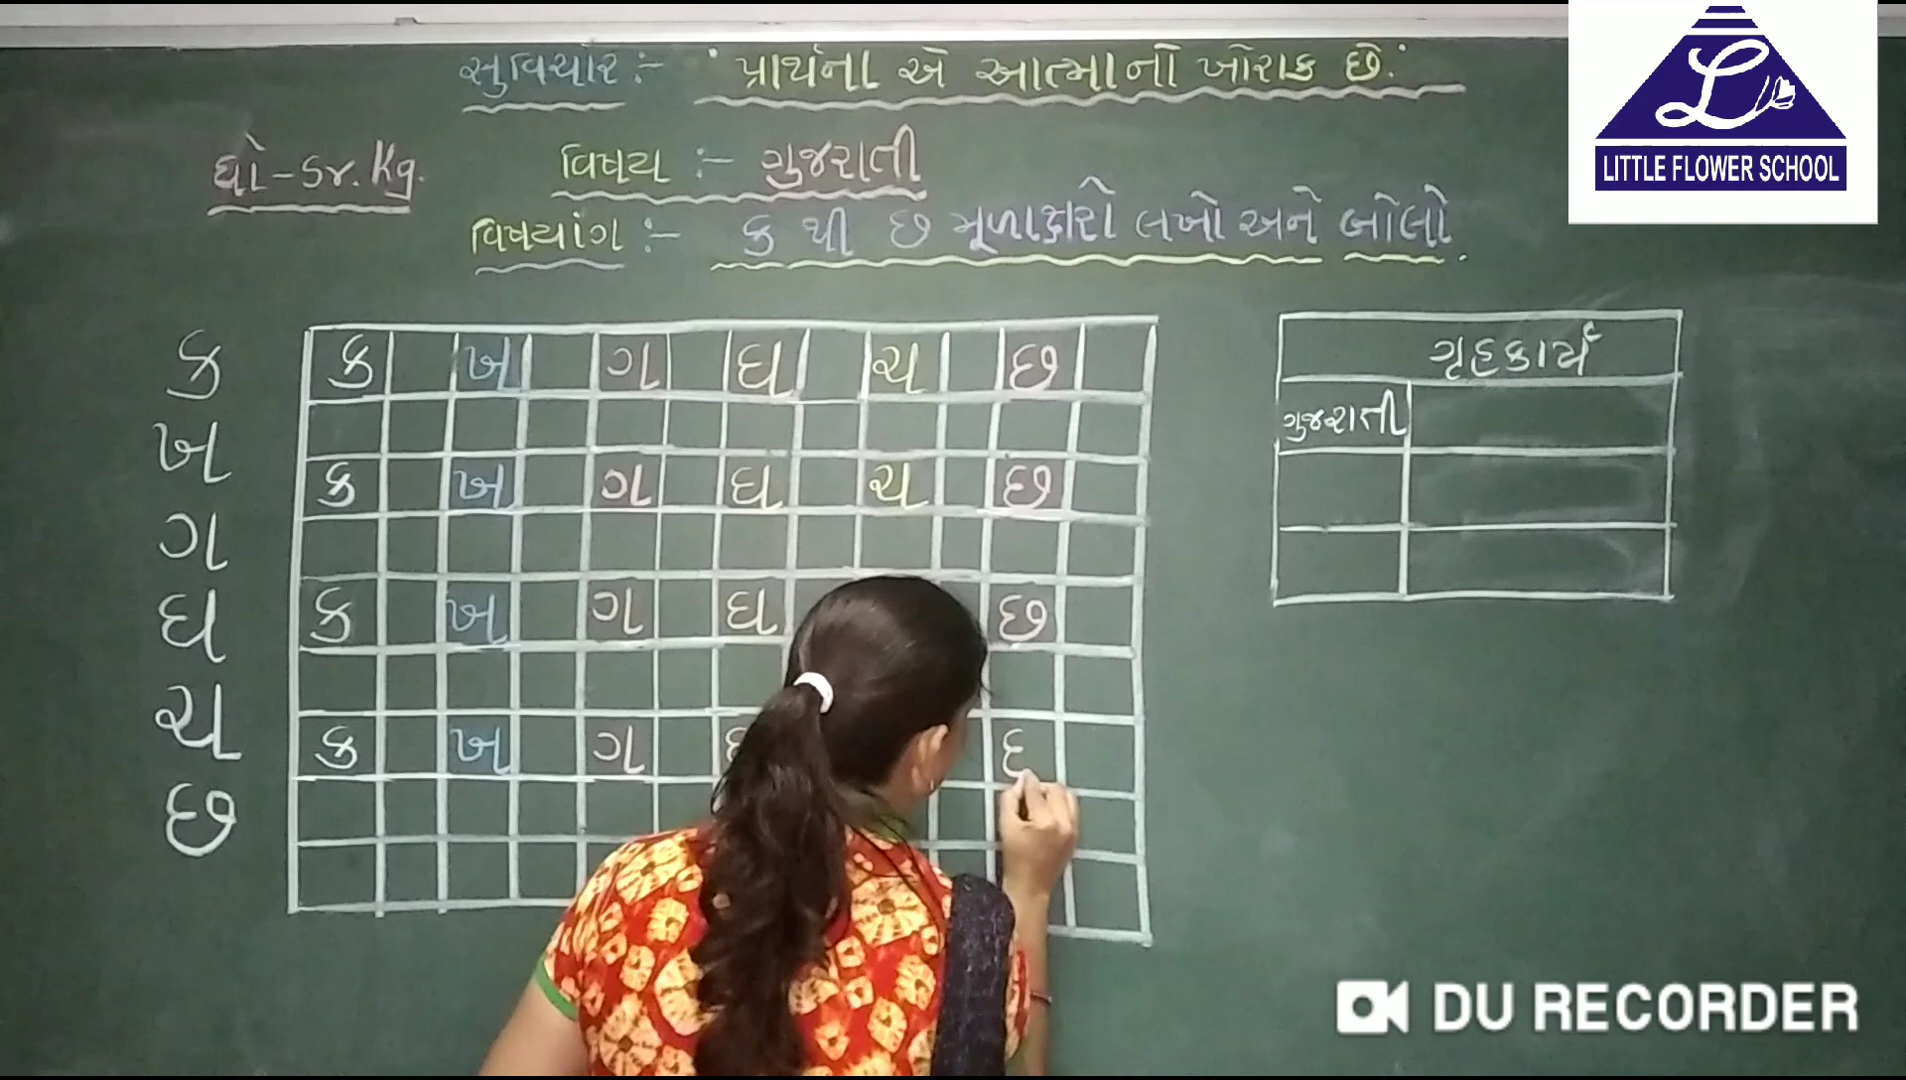 સુવિચાર :- "પ્રાર્થના એ આત્માનો ખોરાક છે."
LITTLE FLOWER SCHOOL
ધો - Sr. Kg.
વિષય :- ગુજરાતી
વિષયાંગ :- ક થી છ મૂળાક્ષરો લખો અને બોલો.
ક
ખ
ગ
ઘ
ચ
છ
ક ખ ગ ઘ ચ છ
ક ખ ગ ઘ ચ છ
ક ખ ગ ઘ છ
ક ખ ગ
ગૃહકાર્ય
ગુજરાતી
DU RECORDER